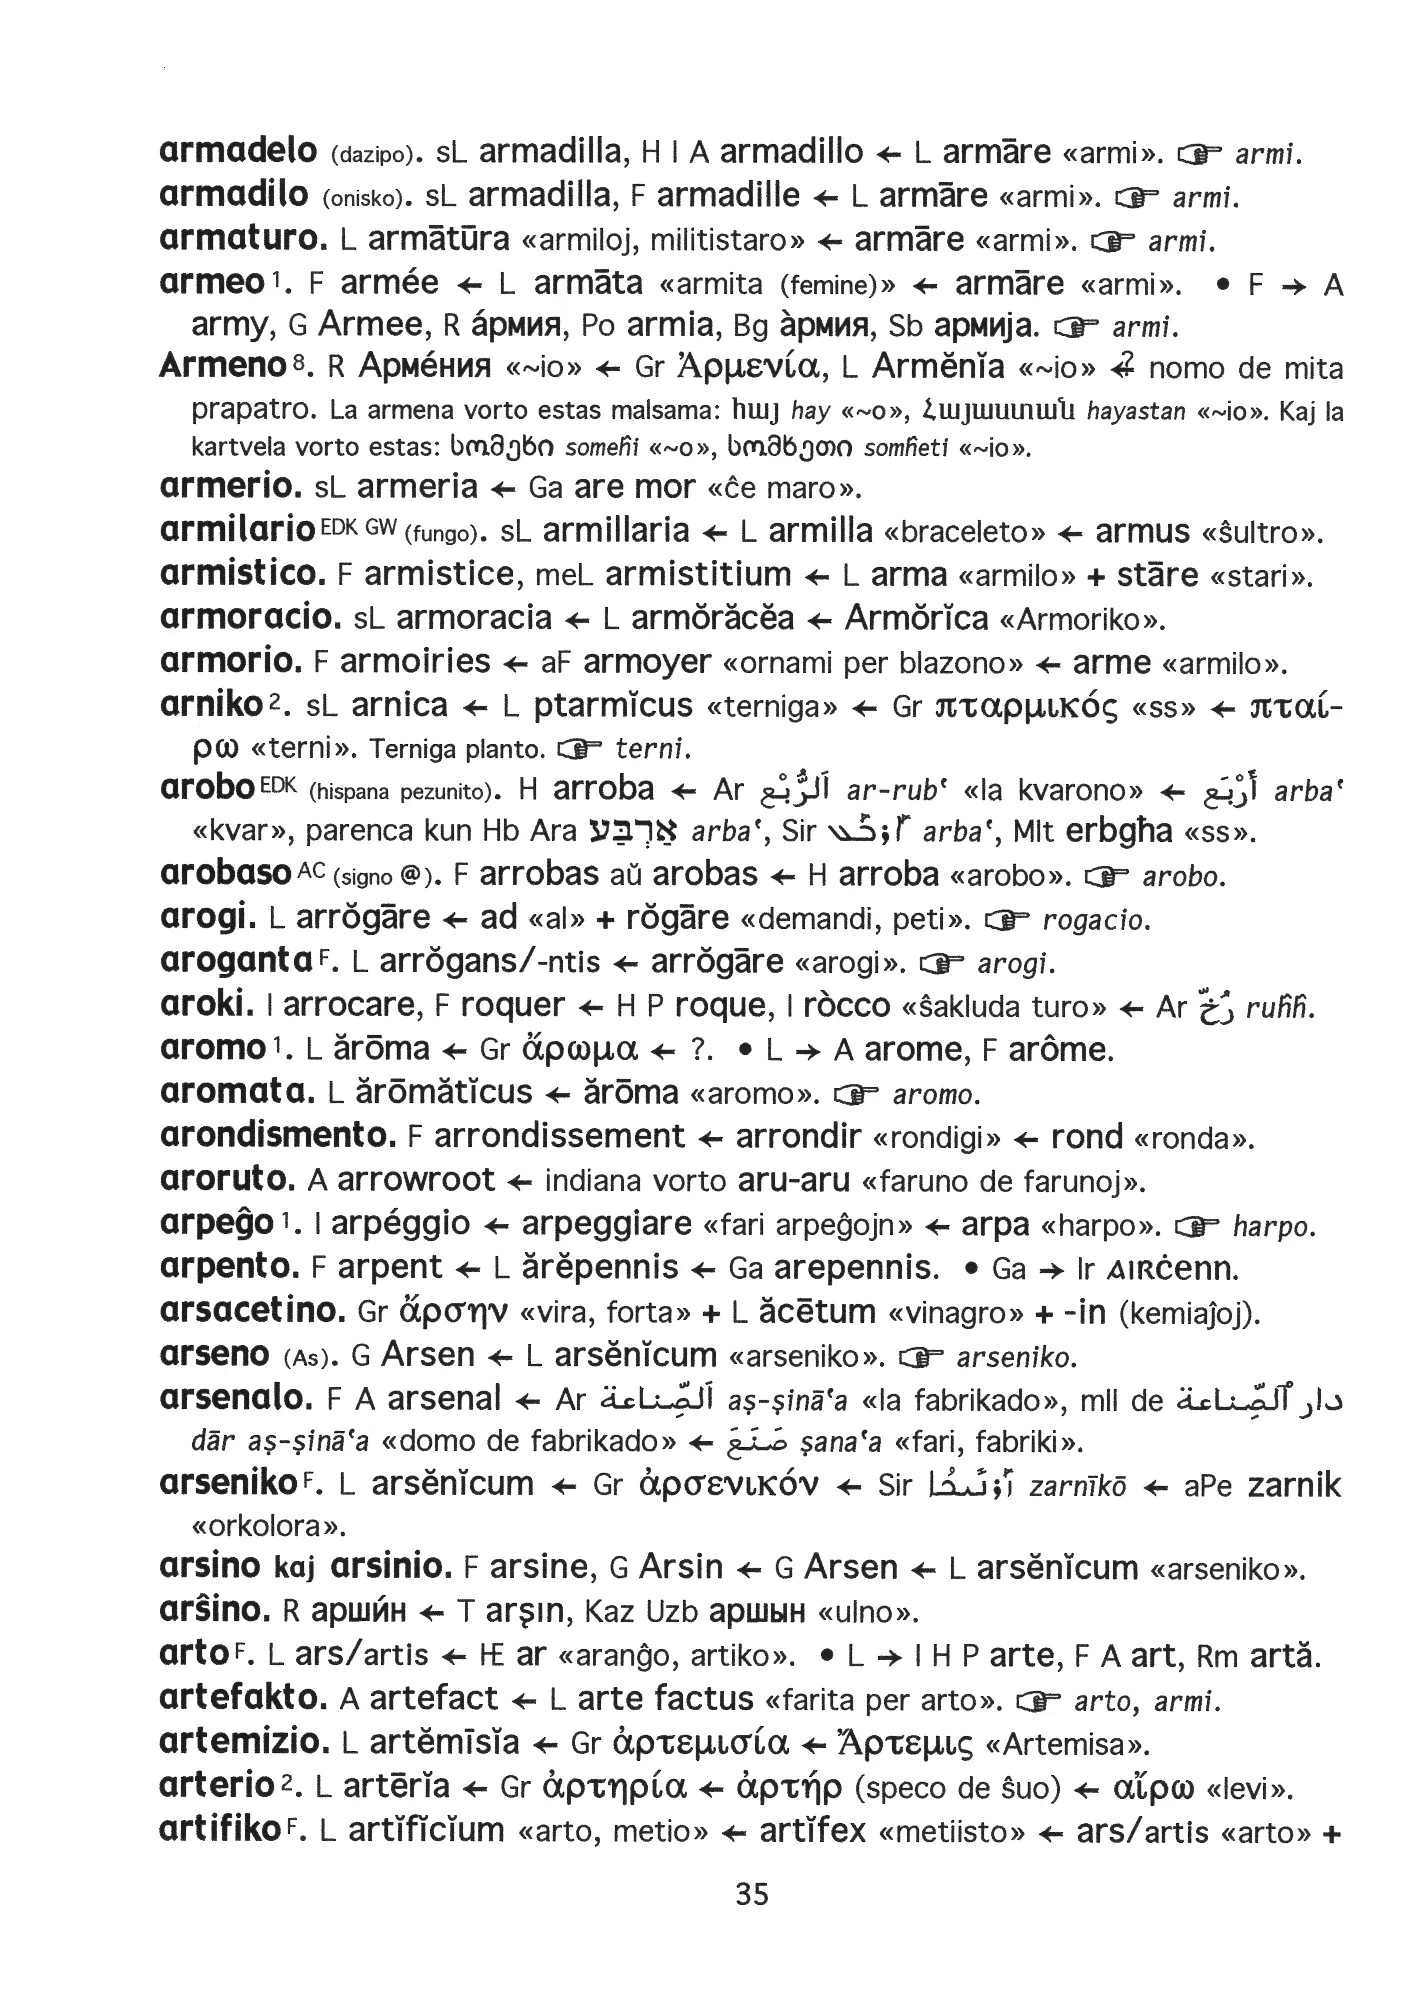 armadelo (dazipo). sL armadilla, H I A armadillo ← L armāre «armi». ☞ armi.
armadilo (onisko). sL armadilla, F armadille ← L armāre «armi». ☞ armi.
armaturo. L armātūra «armiloj, militistaro» ← armāre «armi». ☞ armi.
armeo 1. F armée ← L armāta «armita (femine)» ← armāre «armi». • F → A
army, G Armee, R áрмия, Po armia, Bg àрмия, Sb армија. ☞ armi.
Armeno 8. R Армéния «~io» ← Gr Ἀρμενία, L Armĕnĭa «~io» ←? nomo de mita
prapatro. La armena vorto estas malsama: հայ hay «~o», Հայաստան hayastan «~io». Kaj la
kartvela vorto estas: სომეხი someĥi «~o», სომხეთი somĥeti «~io».
armerio. sL armeria ← Ga are mor «ĉe maro».
armilario EDK GW (fungo). sL armillaria ← L armilla «braceleto» ← armus «ŝultro».
armistico. F armistice, meL armistitium ← L arma «armilo» + stāre «stari».
armoracio. sL armoracia ← L armŏrăcĕa ← Armŏrĭca «Armoriko».
armorio. F armoiries ← aF armoyer «ornami per blazono» ← arme «armilo».
arniko 2. sL arnica ← L ptarmĭcus «terniga» ← Gr πταρμικός «ss» ← πταί-
ρω «terni». Terniga planto. ☞ terni.
arobo EDK (hispana pezunito). H arroba ← Ar اَلرُّبْع ar-rubʿ «la kvarono» ← أَرْبَع arbaʿ
«kvar», parenca kun Hb Ara אַרְבַּע arbaʿ, Sir ܐܪܒܥ arbaʿ, Mlt erbgħa «ss».
arobaso AC (signo @). F arrobas aŭ arobas ← H arroba «arobo». ☞ arobo.
arogi. L arrŏgāre ← ad «al» + rŏgāre «demandi, peti». ☞ rogacio.
aroganta F. L arrŏgans/-ntis ← arrŏgāre «arogi». ☞ arogi.
aroki. I arrocare, F roquer ← H P roque, I ròcco «ŝakluda turo» ← Ar رُخّ ruĥĥ.
aromo 1. L ărōma ← Gr ἄρωμα ← ?. • L → A arome, F arôme.
aromata. L ărōmătĭcus ← ărōma «aromo». ☞ aromo.
arondismento. F arrondissement ← arrondir «rondigi» ← rond «ronda».
aroruto. A arrowroot ← indiana vorto aru-aru «faruno de farunoj».
arpeĝo 1. I arpéggio ← arpeggiare «fari arpeĝojn» ← arpa «harpo». ☞ harpo.
arpento. F arpent ← L ărĕpennis ← Ga arepennis. • Ga → Ir aırċenn.
arsacetino. Gr ἄρσην «vira, forta» + L ăcētum «vinagro» + -in (kemiaĵoj).
arseno (As). G Arsen ← L arsĕnĭcum «arseniko». ☞ arseniko.
arsenalo. F A arsenal ← Ar اَلصِّناعة aṣ-ṣināʿa «la fabrikado», mll de دار ٱلصِّناعة
dār aṣ-ṣināʿa «domo de fabrikado» ← صَنَعَ ṣanaʿa «fari, fabriki».
arseniko F. L arsĕnĭcum ← Gr ἀρσενικόν ← Sir ܙܪܢܝܟܐ zarnīkō ← aPe zarnik
«orkolora».
arsino kaj arsinio. F arsine, G Arsin ← G Arsen ← L arsĕnĭcum «arseniko».
arŝino. R арши́н ← T arşın, Kaz Uzb аршын «ulno».
arto F. L ars/artis ← IE ar «aranĝo, artiko». • L → I H P arte, F A art, Rm artă.
artefakto. A artefact ← L arte factus «farita per arto». ☞ arto, armi.
artemizio. L artĕmīsĭa ← Gr ἀρτεμισία ← Ἄρτεμις «Artemisa».
arterio 2. L artērĭa ← Gr ἀρτηρία ← ἀρτήρ (speco de ŝuo) ← αἴρω «levi».
artifiko F. L artĭfĭcĭum «arto, metio» ← artĭfex «metiisto» ← ars/artis «arto» +
35